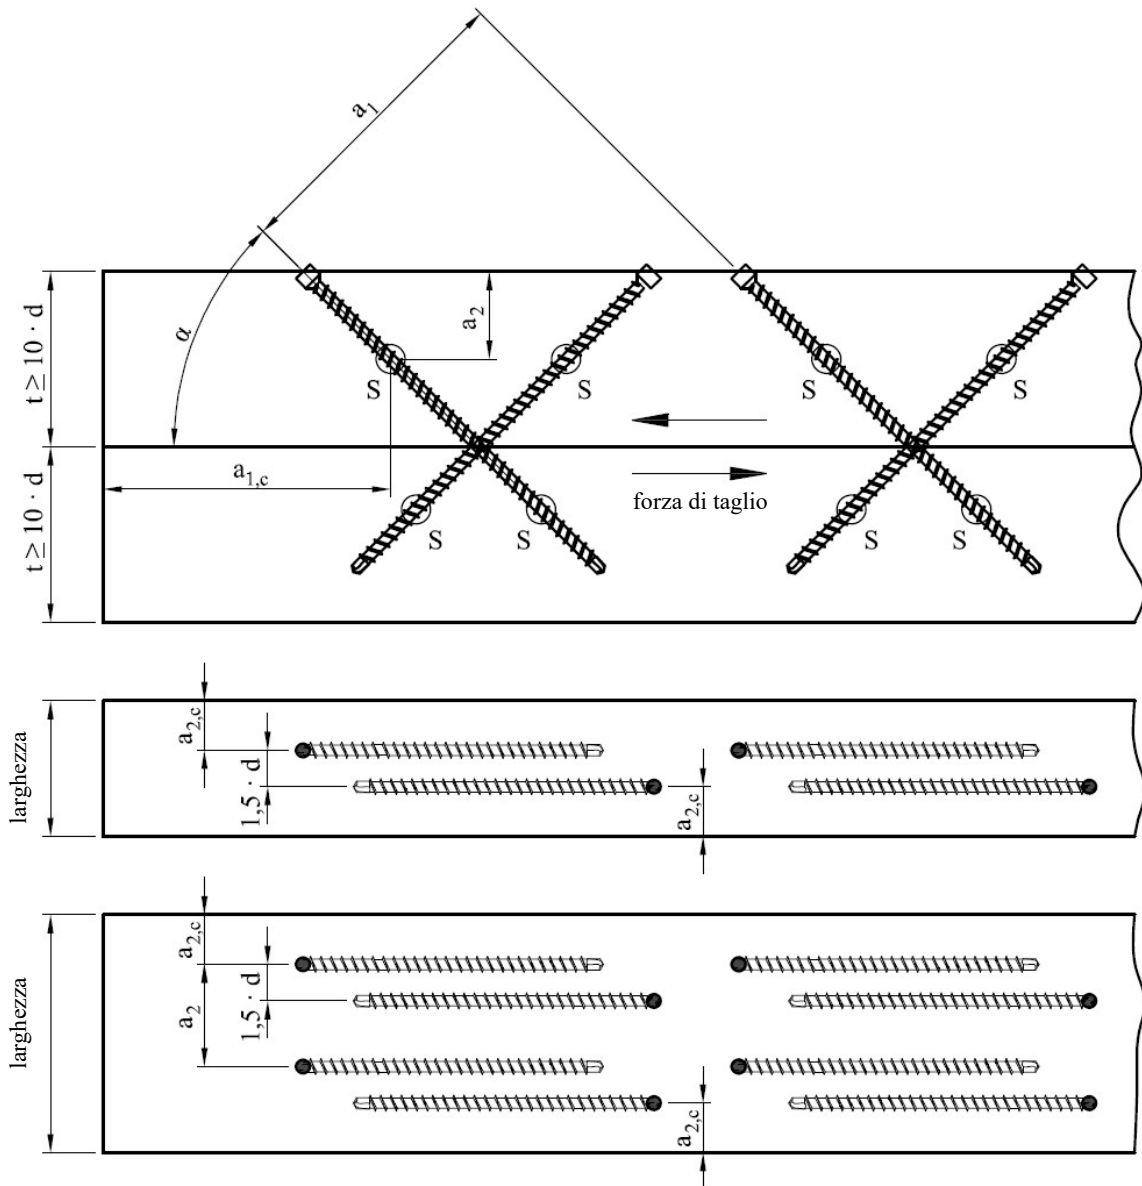 a1
α
a2
t ≥ 10 · d
S
S
S
S
a1,c
forza di taglio
t ≥ 10 · d
S
S
S
S
larghezza
a2,c
1,5 · d
a2,c
larghezza
a2,c
a2
1,5 · d
a2,c